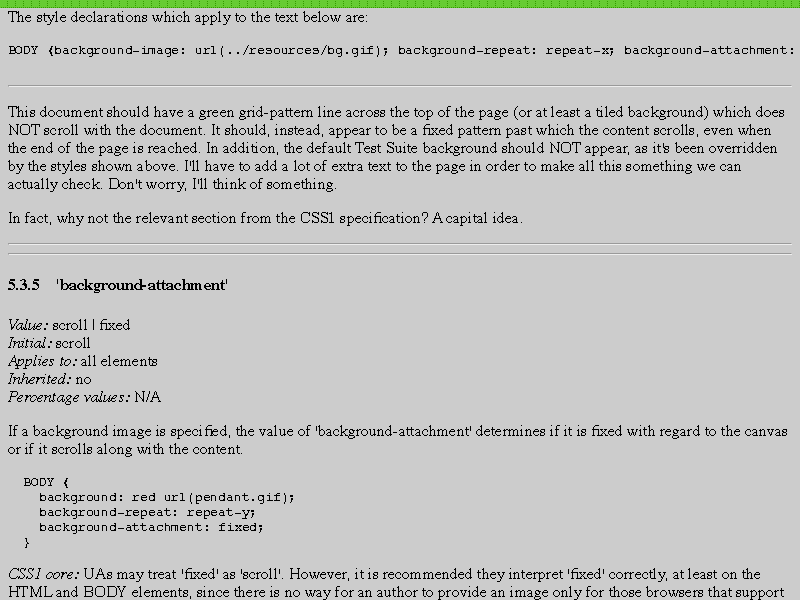 The style declarations which apply to the text below are:
BODY {background-image: url(../resources/bg.gif); background-repeat: repeat-x; background-attachment:
This document should have a green grid-pattern line across the top of the page (or at least a tiled background) which does
NOT scroll with the document. It should, instead, appear to be a fixed pattern past which the content scrolls, even when
the end of the page is reached. In addition, the default Test Suite background should NOT appear, as it's been overridden
by the styles shown above. I'll have to add a lot of extra text to the page in order to make all this something we can
actually check. Don't worry, I'll think of something.
In fact, why not the relevant section from the CSS1 specification? A capital idea.
5.3.5 'background-attachment'
Value: scroll | fixed
Initial: scroll
Applies to: all elements
Inherited: no
Percentage values: N/A
If a background image is specified, the value of 'background-attachment' determines if it is fixed with regard to the canvas
or if it scrolls along with the content.
BODY {
background: red url(pendant.gif);
background-repeat: repeat-y;
background-attachment: fixed;
}
CSS1 core: UAs may treat 'fixed' as 'scroll'. However, it is recommended they interpret 'fixed' correctly, at least on the
HTML and BODY elements, since there is no way for an author to provide an image only for those browsers that support